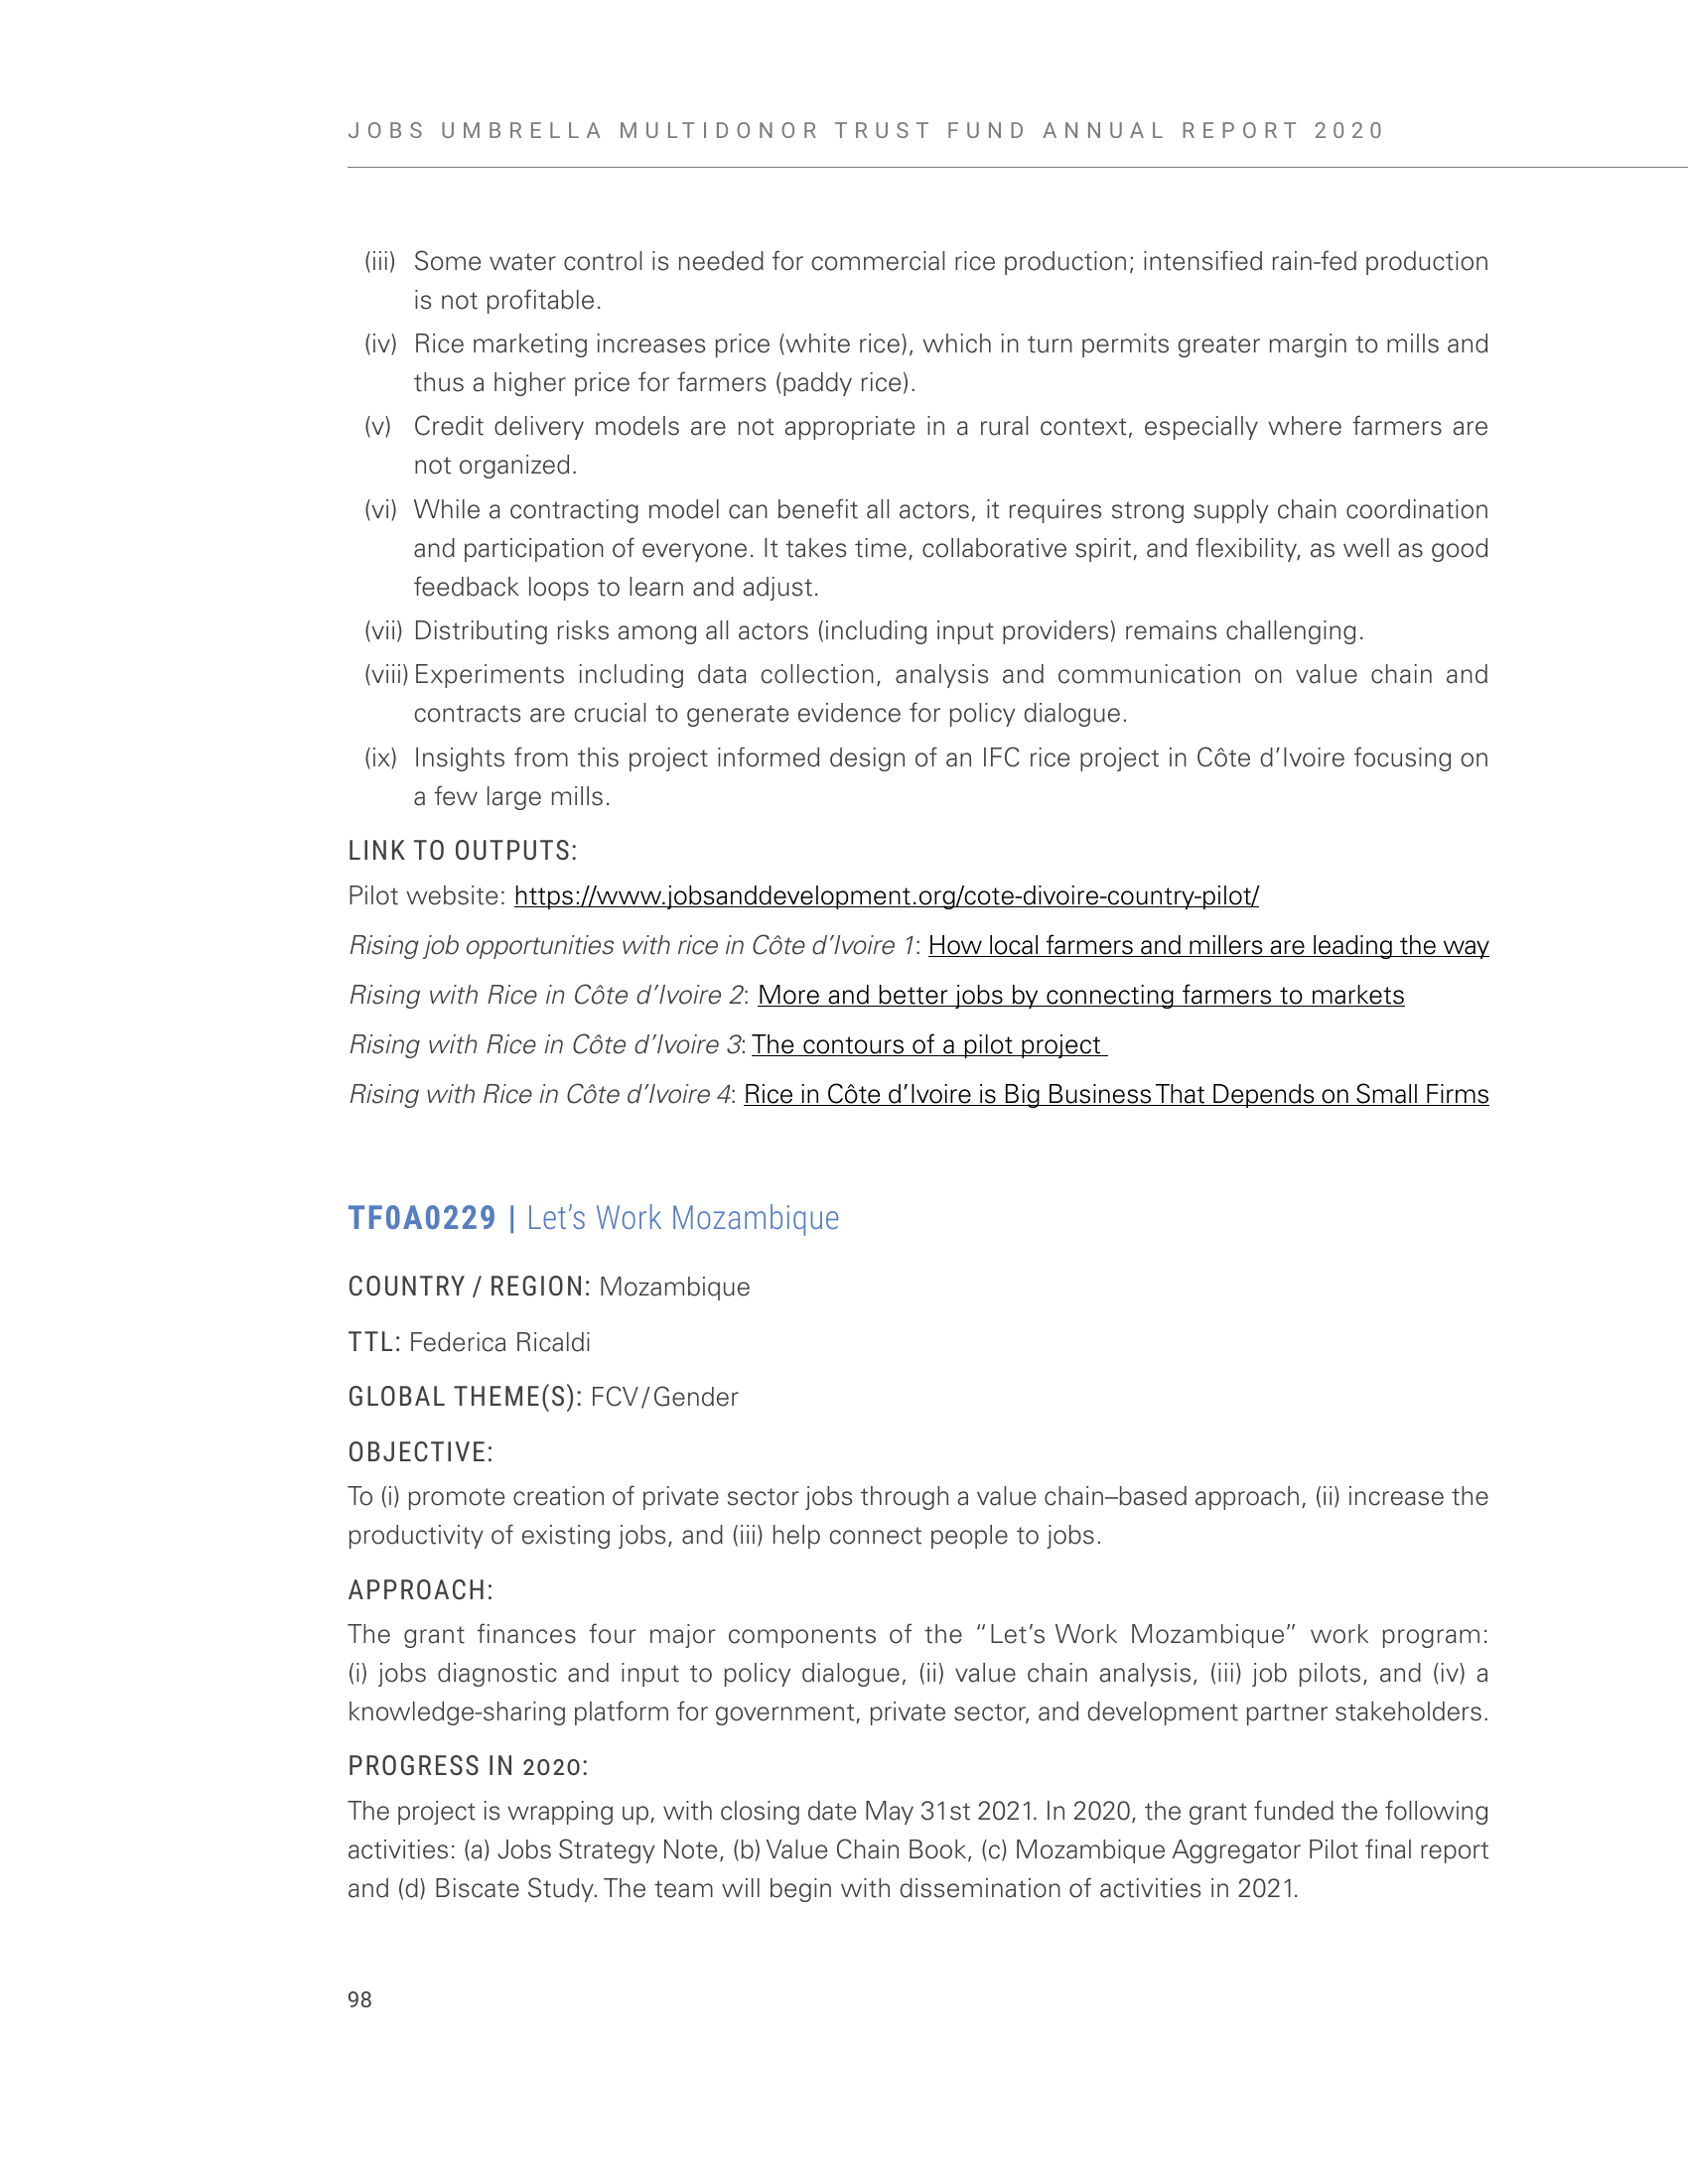 JOBS UMBRELLA MULTIDONOR TRUST FUND ANNUAL REPORT 2020
(iii) Some water control is needed for commercial rice production; intensified rain-fed production
is not profitable.
(iv) Rice marketing increases price (white rice), which in turn permits greater margin to mills and
thus a higher price for farmers (paddy rice).
(v) Credit delivery models are not appropriate in a rural context, especially where farmers are
not organized.
(vi) While a contracting model can benefit all actors, it requires strong supply chain coordination
and participation of everyone. It takes time, collaborative spirit, and flexibility, as well as good
feedback loops to learn and adjust.
(vii) Distributing risks among all actors (including input providers) remains challenging.
(viii) Experiments including data collection, analysis and communication on value chain and
contracts are crucial to generate evidence for policy dialogue.
(ix) Insights from this project informed design of an IFC rice project in Côte d’Ivoire focusing on
a few large mills.
LINK TO OUTPUTS:
Pilot website: https://www.jobsanddevelopment.org/cote-divoire-country-pilot/
Rising job opportunities with rice in Côte d’Ivoire 1: How local farmers and millers are leading the way
Rising with Rice in Côte d’Ivoire 2: More and better jobs by connecting farmers to markets
Rising with Rice in Côte d’Ivoire 3: The contours of a pilot project
Rising with Rice in Côte d’Ivoire 4: Rice in Côte d’Ivoire is Big Business That Depends on Small Firms
TF0A0229 | Let’s Work Mozambique
COUNTRY / REGION: Mozambique
TTL: Federica Ricaldi
GLOBAL THEME(S): FCV/Gender
OBJECTIVE:
To (i) promote creation of private sector jobs through a value chain–based approach, (ii) increase the
productivity of existing jobs, and (iii) help connect people to jobs.
APPROACH:
The grant finances four major components of the “Let’s Work Mozambique” work program:
(i) jobs diagnostic and input to policy dialogue, (ii) value chain analysis, (iii) job pilots, and (iv) a
knowledge-sharing platform for government, private sector, and development partner stakeholders.
PROGRESS IN 2020:
The project is wrapping up, with closing date May 31st 2021. In 2020, the grant funded the following
activities: (a) Jobs Strategy Note, (b) Value Chain Book, (c) Mozambique Aggregator Pilot final report
and (d) Biscate Study. The team will begin with dissemination of activities in 2021.
98